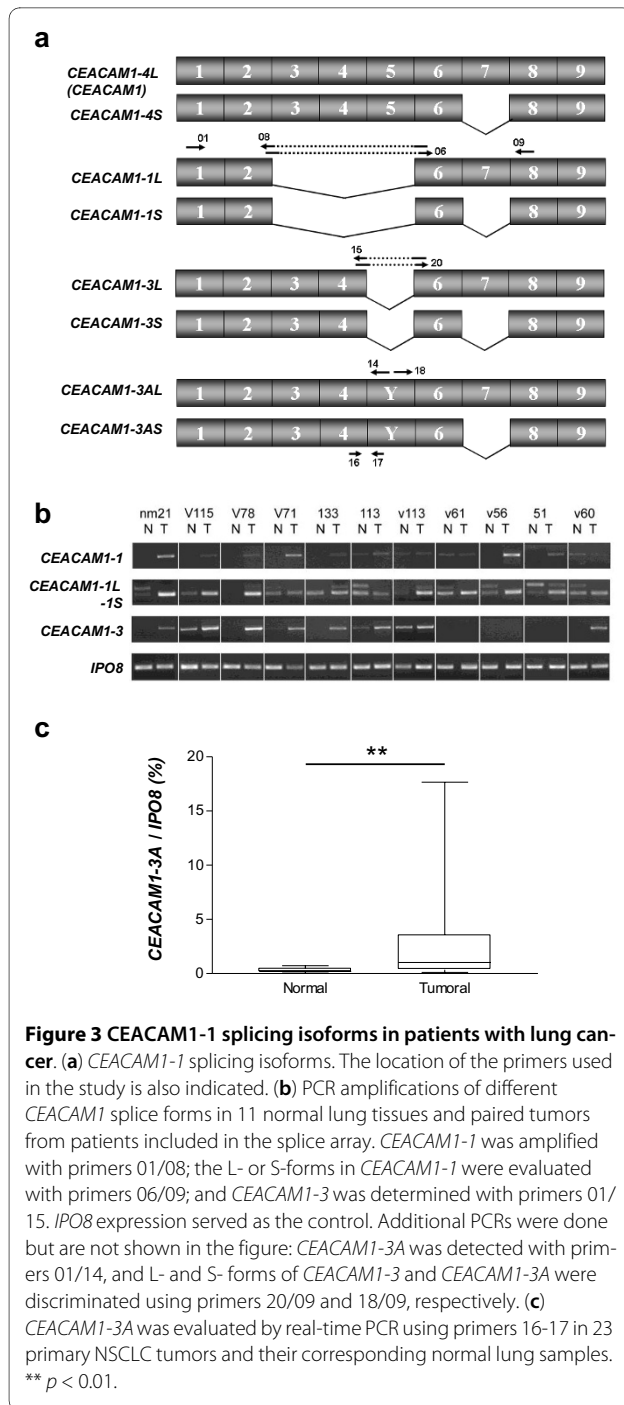 a
CEACAM1-4L 1 2 3 4 5 6 7 8 9
(CEACAM1)
CEACAM1-4S 1 2 3 4 5 6 8 9
01 08 06 09
CEACAM1-1L 1 2 6 7 8 9
CEACAM1-1S 1 2 6 8 9
15 20
CEACAM1-3L 1 2 3 4 6 7 8 9
CEACAM1-3S 1 2 3 4 6 8 9
14 18
CEACAM1-3AL 1 2 3 4 Y 6 7 8 9
CEACAM1-3AS 1 2 3 4 Y 6 8 9
16 17
b
nm21 V115 V78 V71 133 113 v113 v61 v56 51 v60
N T N T N T N T N T N T N T N T N T N T N T
CEACAM1-1
CEACAM1-1L
-1S
CEACAM1-3
IPO8
c
CEACAM1-3A / IPO8 (%)
20
15
10
5
0
**
Normal Tumoral
Figure 3 CEACAM1-1 splicing isoforms in patients with lung can-
cer. (a) CEACAM1-1 splicing isoforms. The location of the primers used
in the study is also indicated. (b) PCR amplifications of different
CEACAM1 splice forms in 11 normal lung tissues and paired tumors
from patients included in the splice array. CEACAM1-1 was amplified
with primers 01/08; the L- or S-forms in CEACAM1-1 were evaluated
with primers 06/09; and CEACAM1-3 was determined with primers 01/
15. IPO8 expression served as the control. Additional PCRs were done
but are not shown in the figure: CEACAM1-3A was detected with prim-
ers 01/14, and L- and S- forms of CEACAM1-3 and CEACAM1-3A were
discriminated using primers 20/09 and 18/09, respectively. (c)
CEACAM1-3A was evaluated by real-time PCR using primers 16-17 in 23
primary NSCLC tumors and their corresponding normal lung samples.
** p < 0.01.